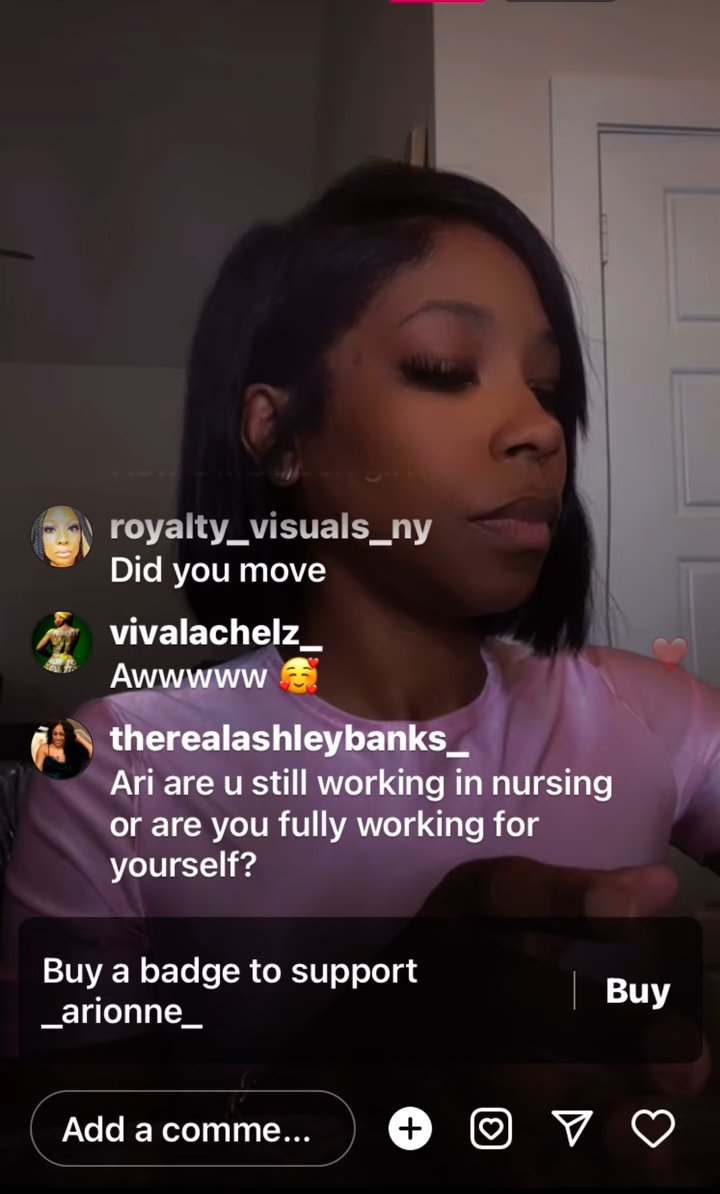 royalty_visuals_ny
Did you move
vivalachelz_
Awwwww 🥰
therealashleybanks_
Ari are u still working in nursing
or are you fully working for
yourself?
Buy a badge to support
_arionne_
Buy
Add a comme...